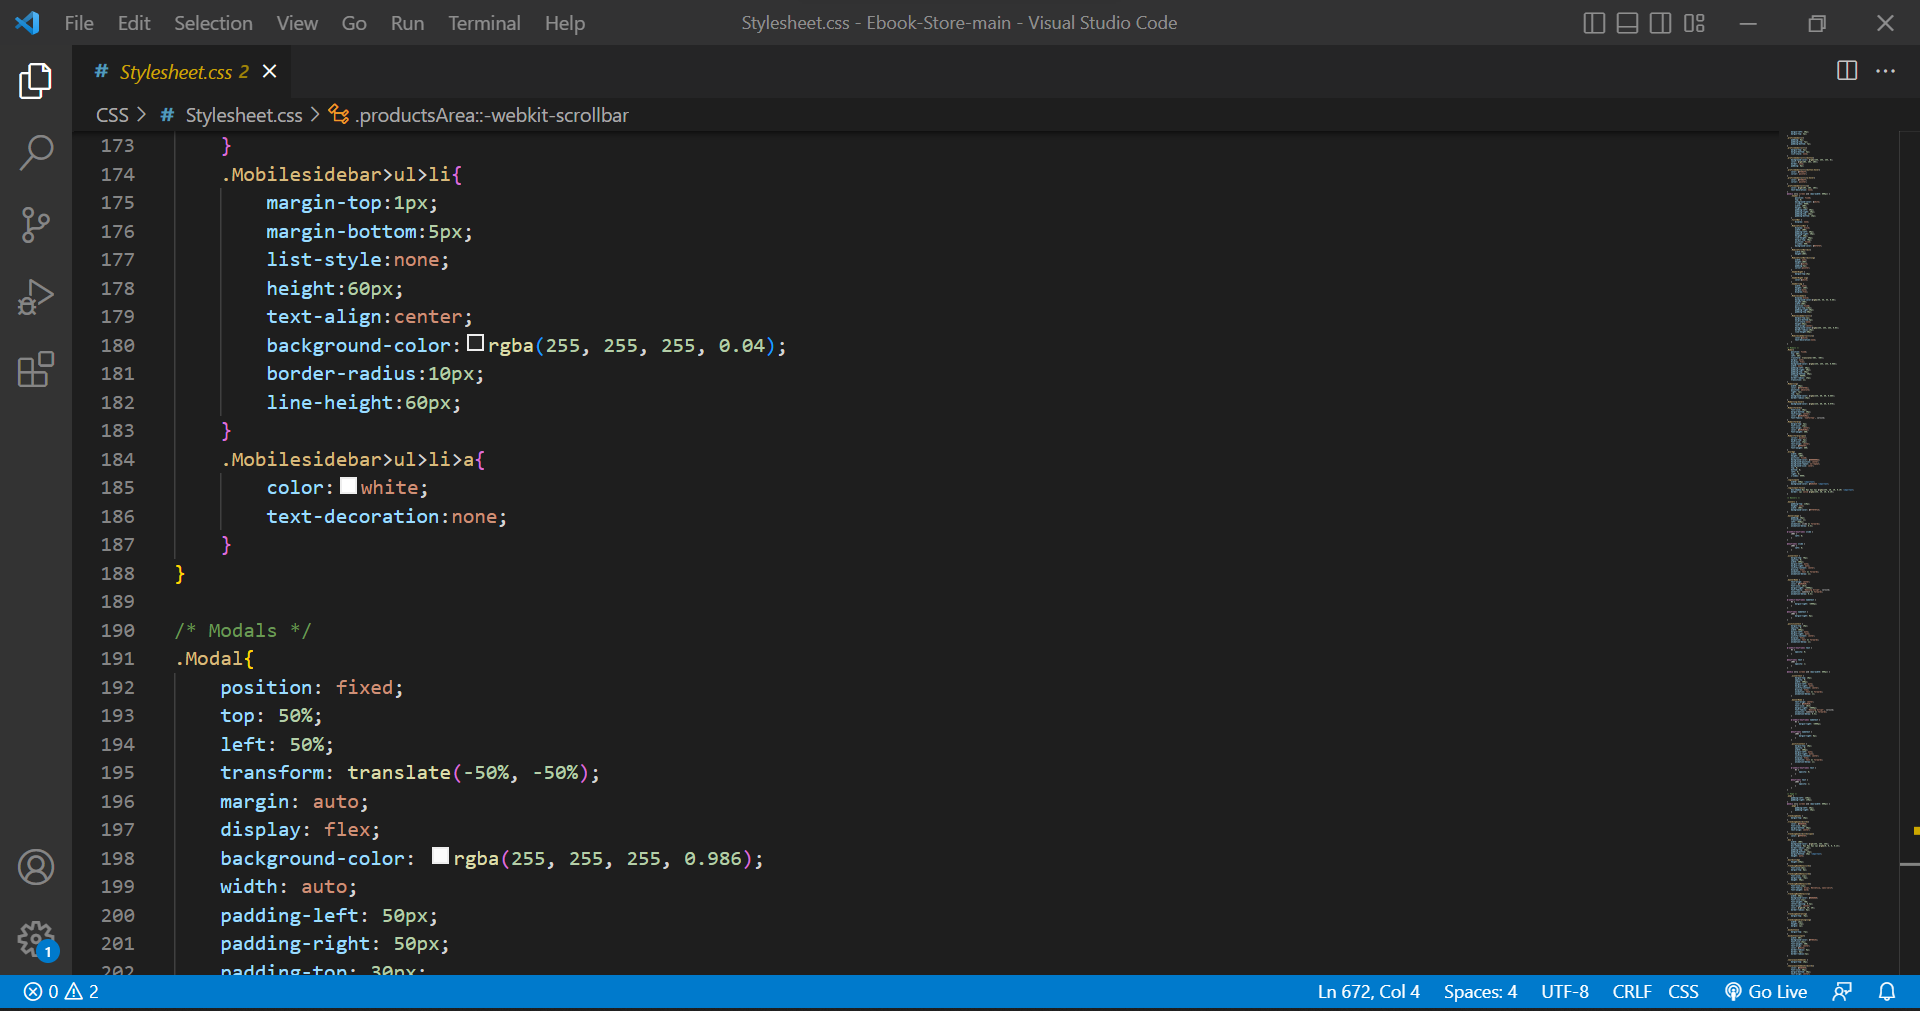 File Edit Selection View Go Run Terminal Help
Stylesheet.css - Ebook-Store-main - Visual Studio Code
# Stylesheet.css 2
CSS > # Stylesheet.css > .productsArea::-webkit-scrollbar
173 }
174 .Mobilesidebar>ul>li{
175 margin-top:1px;
176 margin-bottom:5px;
177 list-style:none;
178 height:60px;
179 text-align:center;
180 background-color:rgba(255, 255, 255, 0.04);
181 border-radius:10px;
182 line-height:60px;
183 }
184 .Mobilesidebar>ul>li>a{
185 color:white;
186 text-decoration:none;
187 }
188 }
189
190 /* Modals */
191 .Modal{
192 position: fixed;
193 top: 50%;
194 left: 50%;
195 transform: translate(-50%, -50%);
196 margin: auto;
197 display: flex;
198 background-color: rgba(255, 255, 255, 0.986);
199 width: auto;
200 padding-left: 50px;
201 padding-right: 50px;
202 padding-top: 30px;
1
0 2
Ln 672, Col 4 Spaces: 4 UTF-8 CRLF CSS Go Live